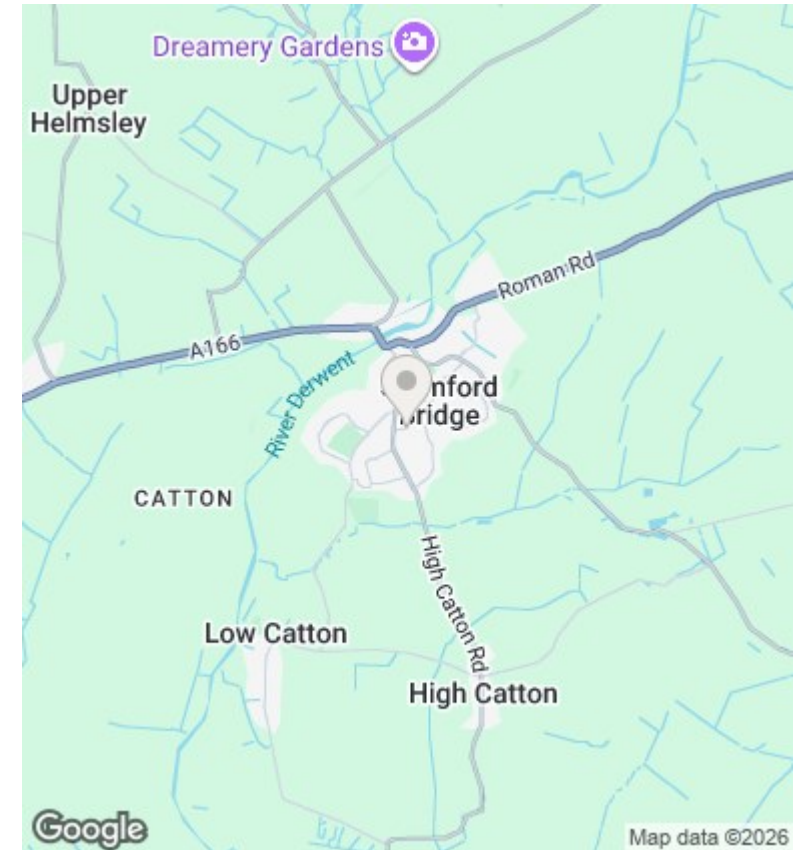 Dreamery Gardens
Upper
Helmsley
Roman Rd
A166
River Derwent
mford
Bridge
CATTON
High Catton Rd
Low Catton
High Catton
Google
Map data ©2026